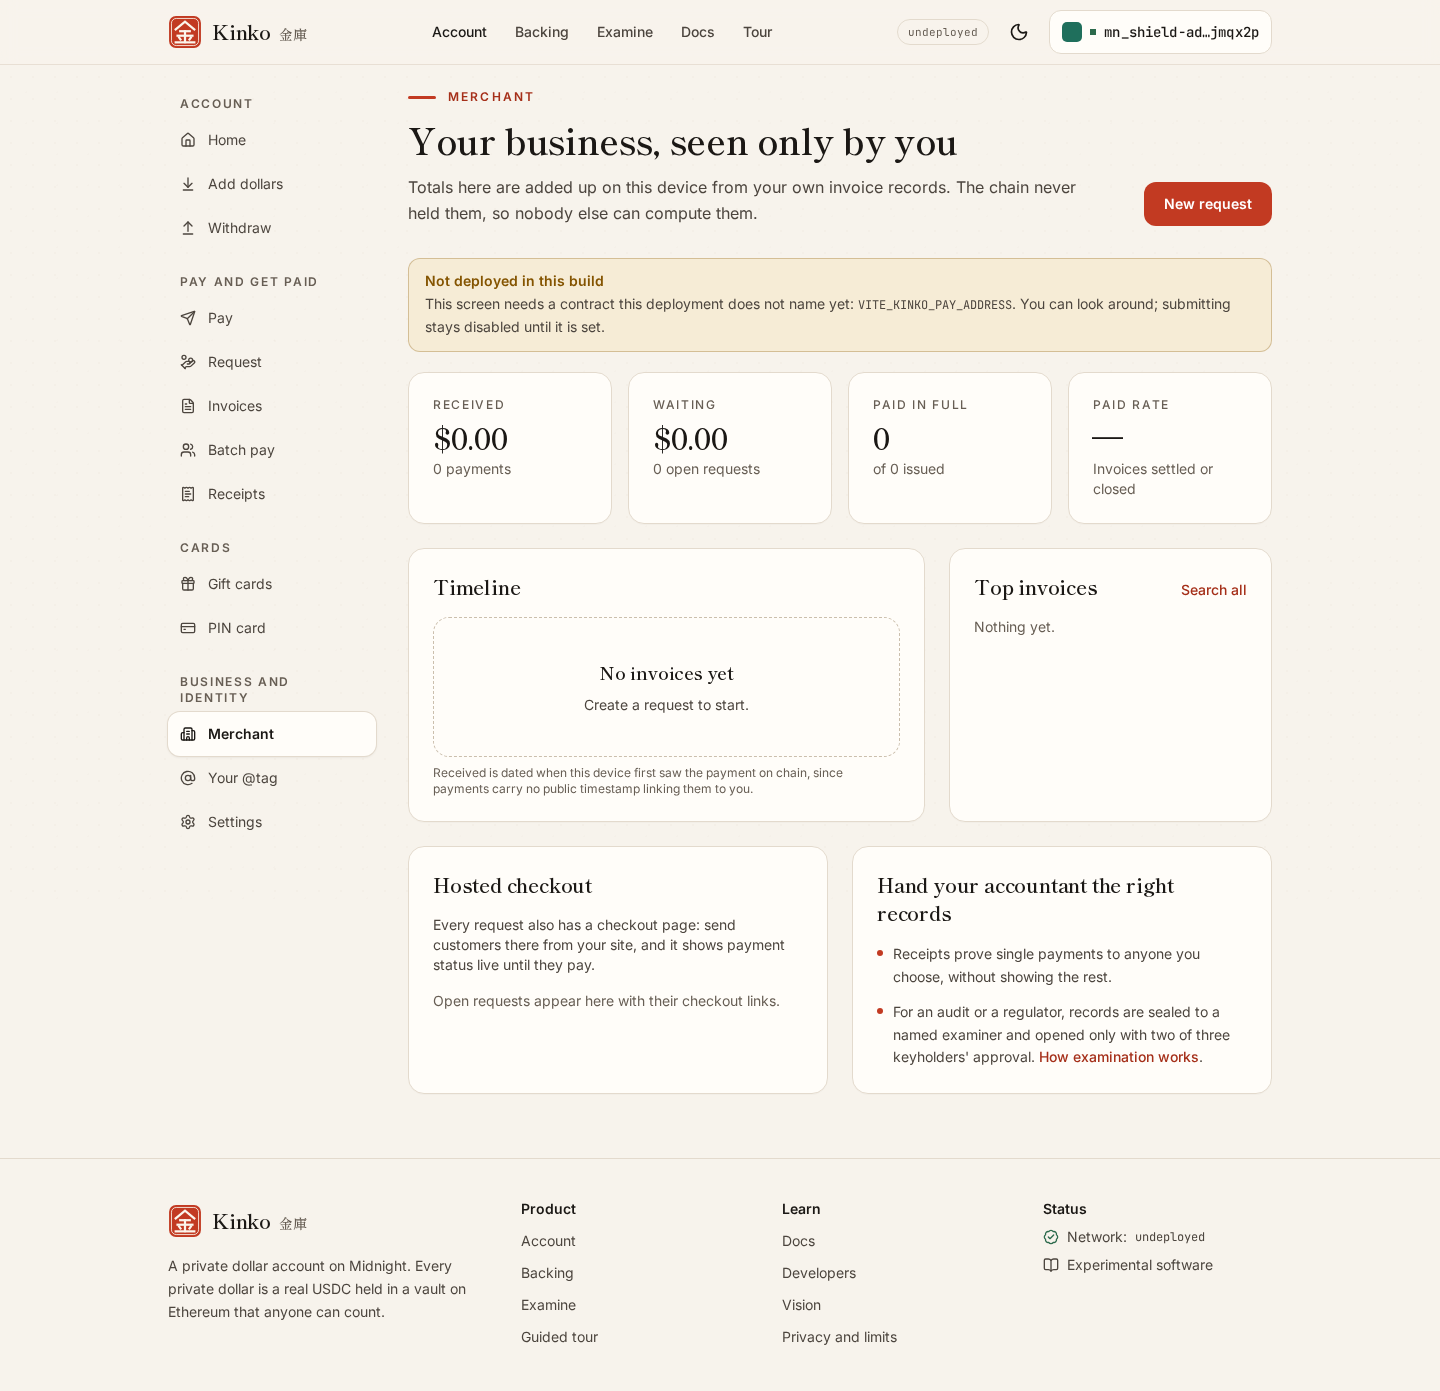 金 Kinko 金庫
Account Backing Examine Docs Tour
undeployed
mn_shield-ad…jmqx2p
ACCOUNT
Home
Add dollars
Withdraw
PAY AND GET PAID
Pay
Request
Invoices
Batch pay
Receipts
CARDS
Gift cards
PIN card
BUSINESS AND
IDENTITY
Merchant
Your @tag
Settings
MERCHANT
Your business, seen only by you
Totals here are added up on this device from your own invoice records. The chain never
held them, so nobody else can compute them.
New request
Not deployed in this build
This screen needs a contract this deployment does not name yet: VITE_KINKO_PAY_ADDRESS. You can look around; submitting
stays disabled until it is set.
RECEIVED
$0.00
0 payments
WAITING
$0.00
0 open requests
PAID IN FULL
0
of 0 issued
PAID RATE
—
Invoices settled or
closed
Timeline
No invoices yet
Create a request to start.
Received is dated when this device first saw the payment on chain, since
payments carry no public timestamp linking them to you.
Top invoices
Search all
Nothing yet.
Hosted checkout
Every request also has a checkout page: send
customers there from your site, and it shows payment
status live until they pay.
Open requests appear here with their checkout links.
Hand your accountant the right
records
Receipts prove single payments to anyone you
choose, without showing the rest.
For an audit or a regulator, records are sealed to a
named examiner and opened only with two of three
keyholders' approval. How examination works.
金 Kinko 金庫
A private dollar account on Midnight. Every
private dollar is a real USDC held in a vault on
Ethereum that anyone can count.
Product
Account
Backing
Examine
Guided tour
Learn
Docs
Developers
Vision
Privacy and limits
Status
Network: undeployed
Experimental software